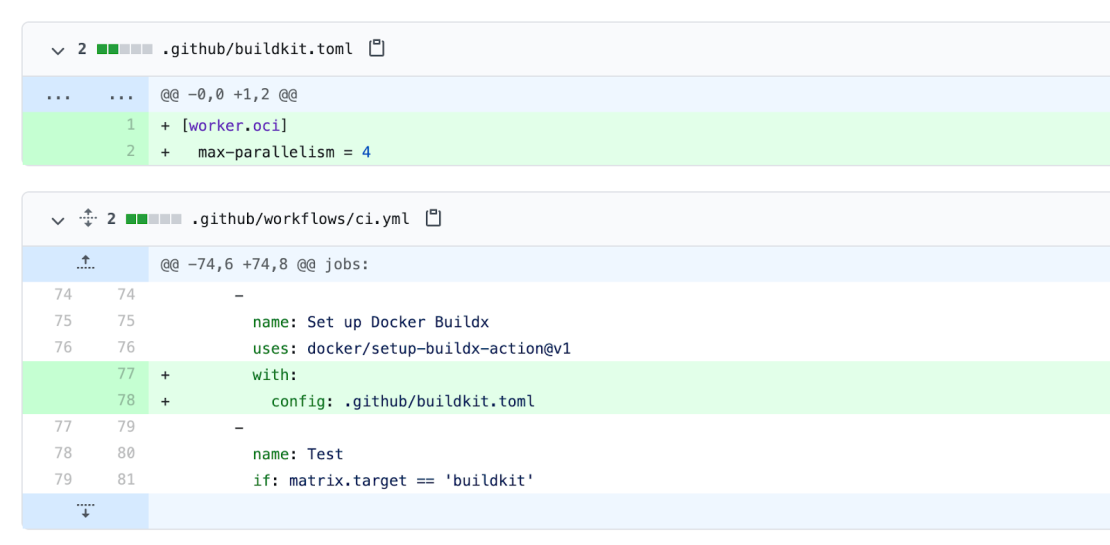 2 .github/buildkit.toml
... ... @@ -0,0 +1,2 @@
1 + [worker.oci]
2 + max-parallelism = 4
2 .github/workflows/ci.yml
@@ -74,6 +74,8 @@ jobs:
74 74 -
75 75 name: Set up Docker Buildx
76 76 uses: docker/setup-buildx-action@v1
77 + with:
78 + config: .github/buildkit.toml
77 79 -
78 80 name: Test
79 81 if: matrix.target == 'buildkit'